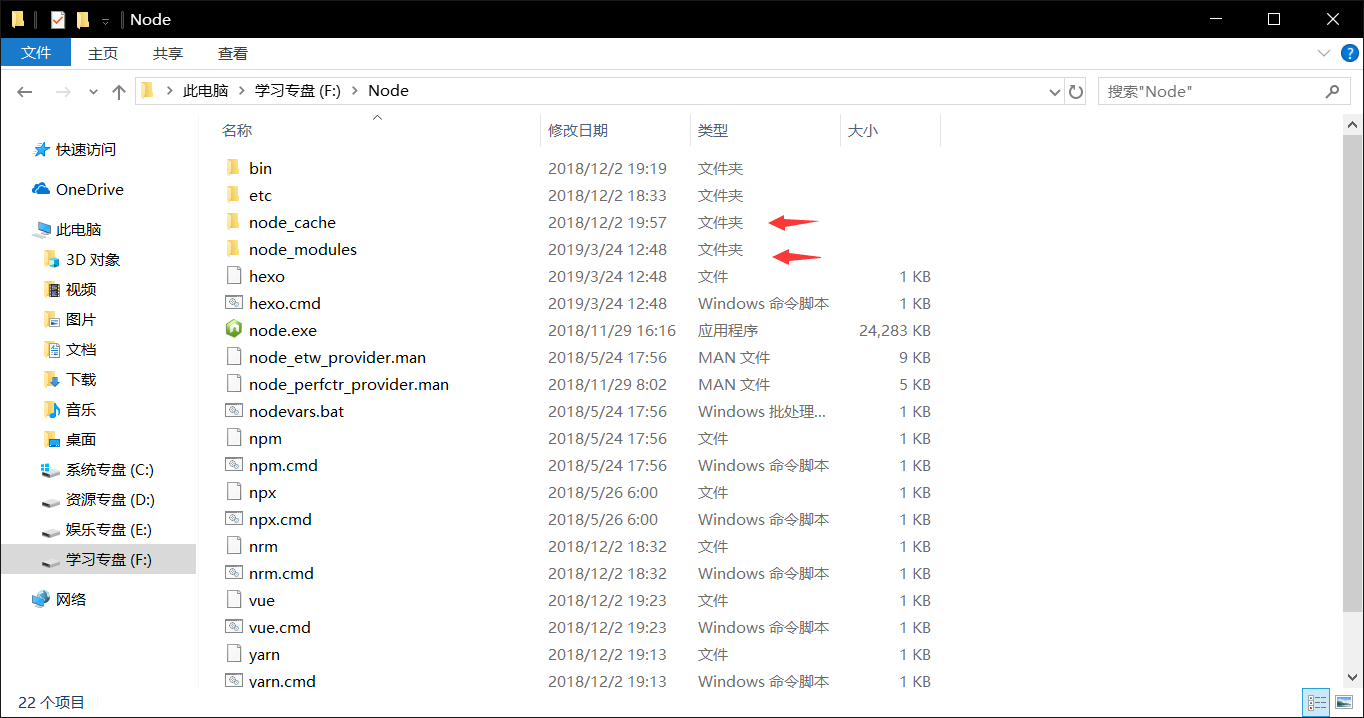 Node
文件 主页 共享 查看
此电脑 学习专盘 (F:) Node 搜索"Node"
名称 修改日期 类型 大小
快速访问
OneDrive
此电脑
3D 对象
视频
图片
文档
下载
音乐
桌面
系统专盘 (C:)
资源专盘 (D:)
娱乐专盘 (E:)
学习专盘 (F:)
网络
bin 2018/12/2 19:19 文件夹
etc 2018/12/2 18:33 文件夹
node_cache 2018/12/2 19:57 文件夹
node_modules 2019/3/24 12:48 文件夹
hexo 2019/3/24 12:48 文件 1 KB
hexo.cmd 2019/3/24 12:48 Windows 命令脚本 1 KB
node.exe 2018/11/29 16:16 应用程序 24,283 KB
node_etw_provider.man 2018/5/24 17:56 MAN 文件 9 KB
node_perfctr_provider.man 2018/11/29 8:02 MAN 文件 5 KB
nodevars.bat 2018/5/24 17:56 Windows 批处理... 1 KB
npm 2018/5/24 17:56 文件 1 KB
npm.cmd 2018/5/24 17:56 Windows 命令脚本 1 KB
npx 2018/5/26 6:00 文件 1 KB
npx.cmd 2018/5/26 6:00 Windows 命令脚本 1 KB
nrm 2018/12/2 18:32 文件 1 KB
nrm.cmd 2018/12/2 18:32 Windows 命令脚本 1 KB
vue 2018/12/2 19:23 文件 1 KB
vue.cmd 2018/12/2 19:23 Windows 命令脚本 1 KB
yarn 2018/12/2 19:13 文件 1 KB
yarn.cmd 2018/12/2 19:13 Windows 命令脚本 1 KB
22 个项目